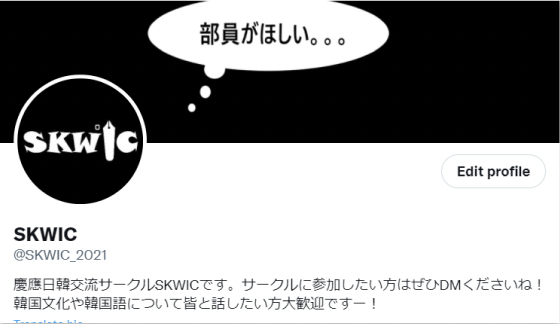 部員がほしい。。。
SKWIC
Edit profile
SKWIC
@SKWIC_2021
慶應日韓交流サークルSKWICです。サークルに参加したい方はぜひDMくださいね！
韓国文化や韓国語について皆と話したい方大歓迎ですー！
Translate bio